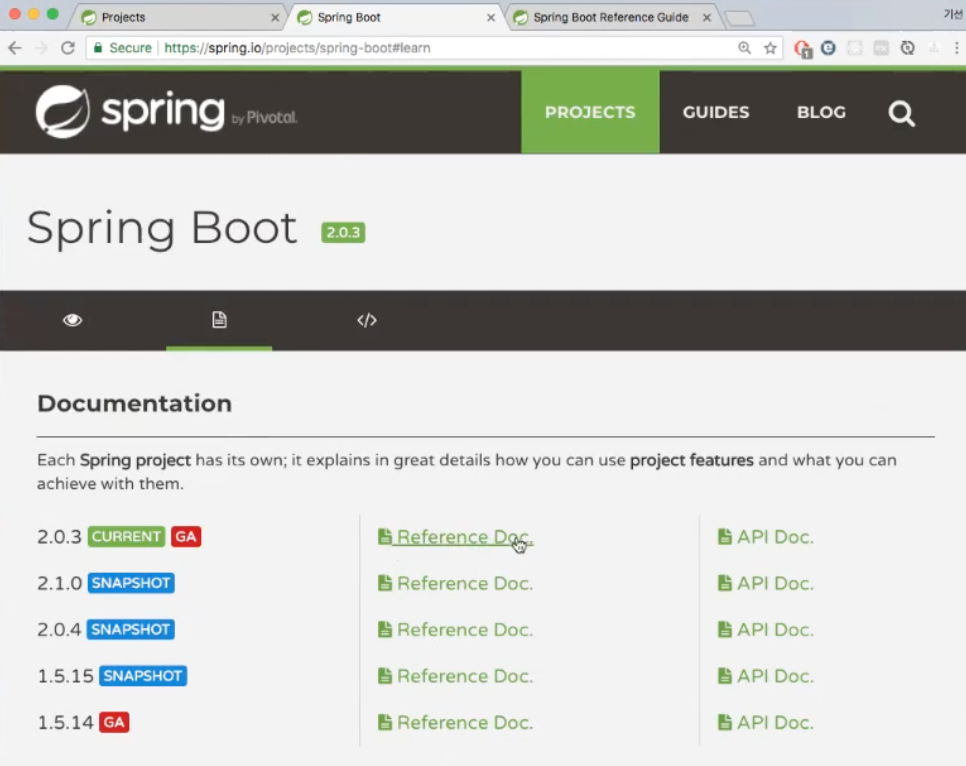 Projects
Spring Boot
Spring Boot Reference Guide
기선
Secure
https://spring.io/projects/spring-boot#learn
spring by Pivotal.
PROJECTS
GUIDES
BLOG
Spring Boot 2.0.3
Documentation
Each Spring project has its own; it explains in great details how you can use project features and what you can
achieve with them.
2.0.3 CURRENT GA Reference Doc. API Doc.
2.1.0 SNAPSHOT Reference Doc. API Doc.
2.0.4 SNAPSHOT Reference Doc. API Doc.
1.5.15 SNAPSHOT Reference Doc. API Doc.
1.5.14 GA Reference Doc. API Doc.